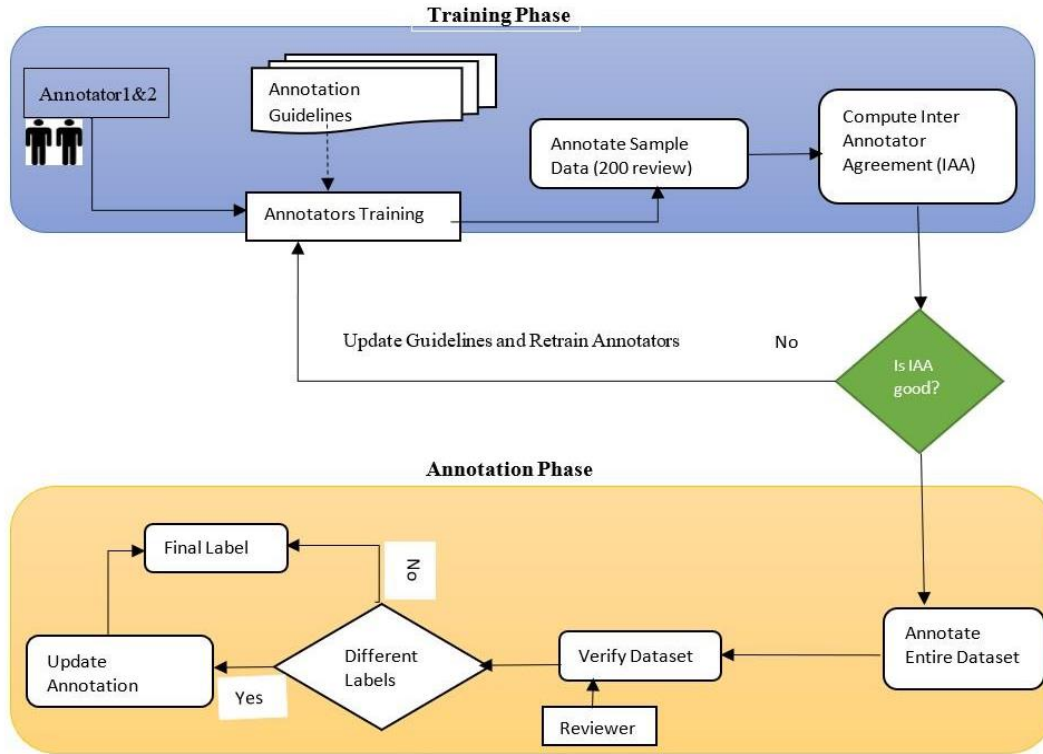 Training Phase
Annotator1&2
Annotation
Guidelines
Annotators Training
Annotate Sample
Data (200 review)
Compute Inter
Annotator
Agreement (IAA)
Is IAA
good?
No
Update Guidelines and Retrain Annotators
Annotation Phase
Annotate
Entire Dataset
Verify Dataset
Reviewer
Different
Labels
No
Yes
Final Label
Update
Annotation